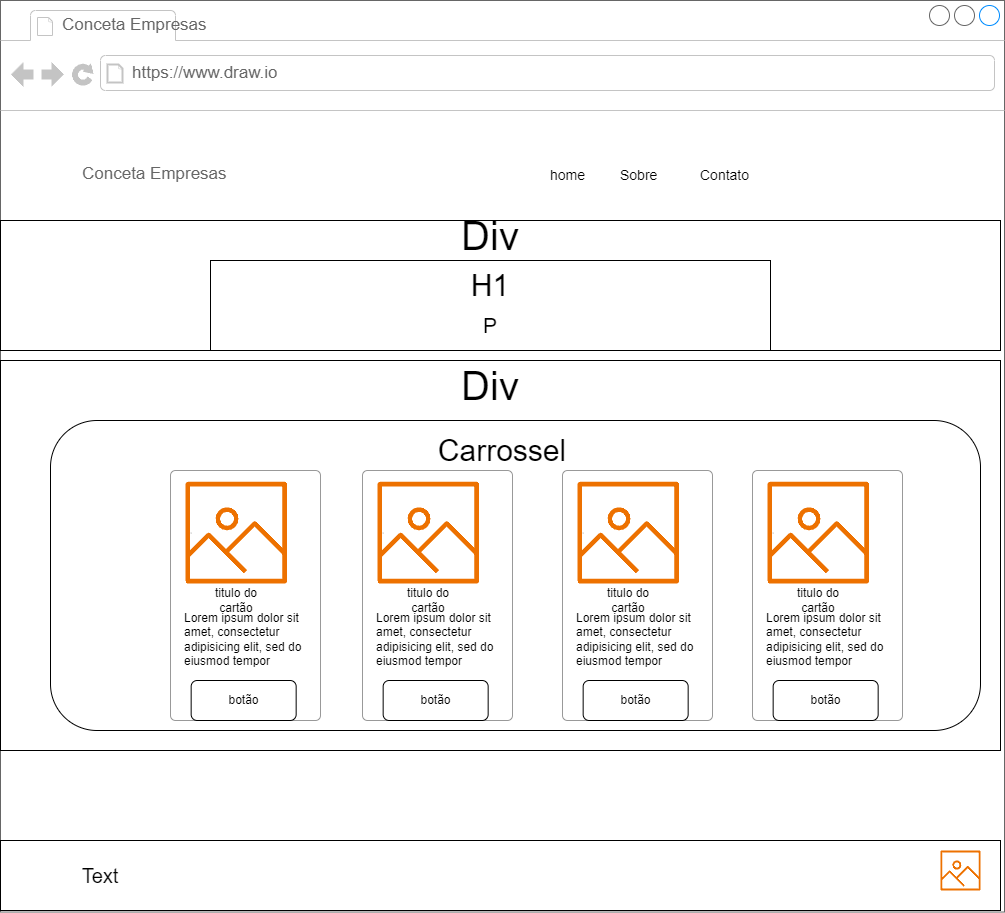 Conceta Empresas
https://www.draw.io
Conceta Empresas
home
Sobre
Contato
Div
H1
P
Div
Carrossel
titulo do
cartão
Lorem ipsum dolor sit
amet, consectetur
adipisicing elit, sed do
eiusmod tempor
botão
titulo do
cartão
Lorem ipsum dolor sit
amet, consectetur
adipisicing elit, sed do
eiusmod tempor
botão
titulo do
cartão
Lorem ipsum dolor sit
amet, consectetur
adipisicing elit, sed do
eiusmod tempor
botão
titulo do
cartão
Lorem ipsum dolor sit
amet, consectetur
adipisicing elit, sed do
eiusmod tempor
botão
Text